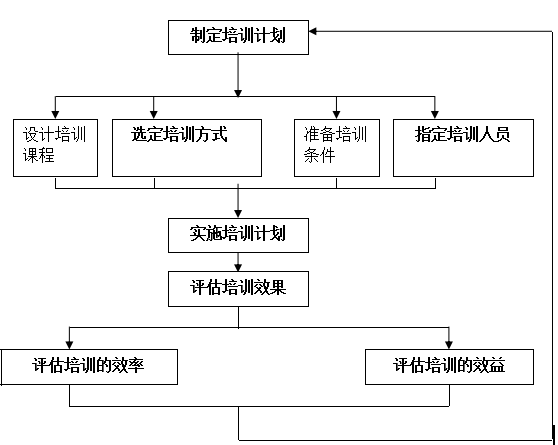 制定培训计划
设计培训
课程
选定培训方式
准备培训
条件
指定培训人员
实施培训计划
评估培训效果
评估培训的效率
评估培训的效益